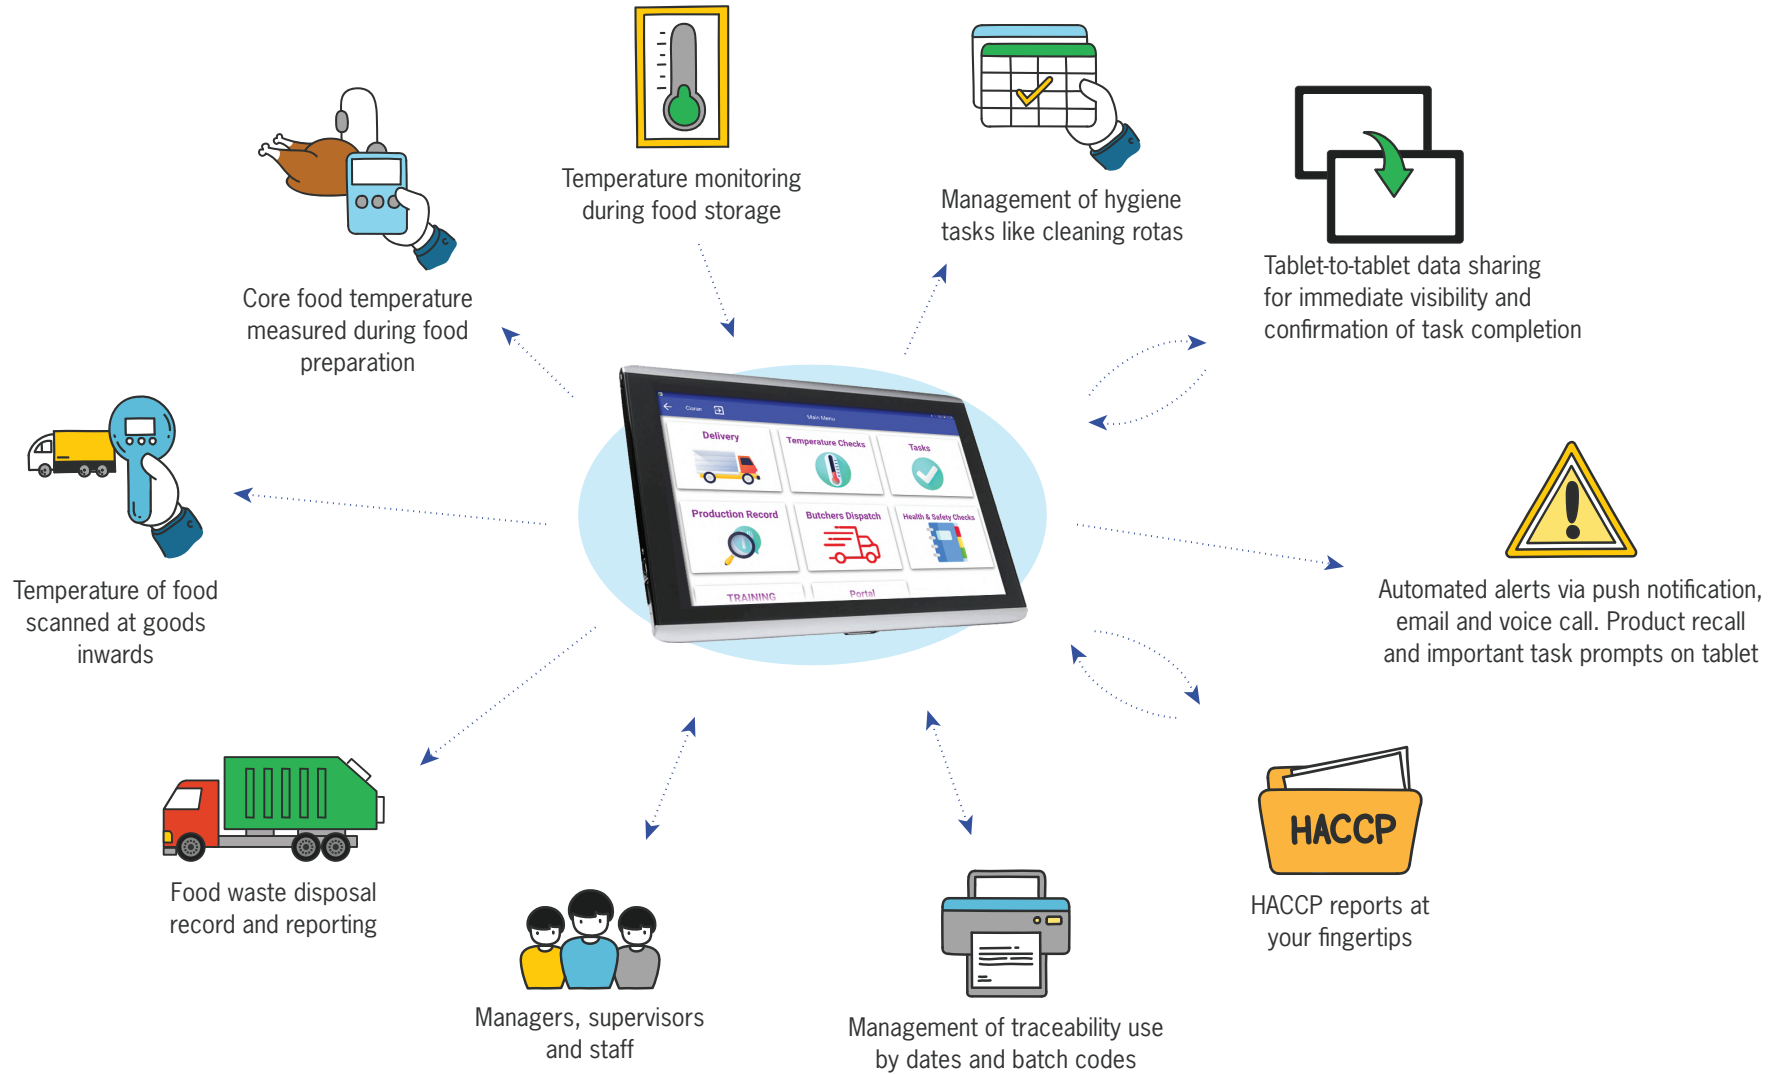 Temperature monitoring
during food storage
Management of hygiene
tasks like cleaning rotas
Tablet-to-tablet data sharing
for immediate visibility and
confirmation of task completion
Core food temperature
measured during food
preparation
Temperature of food
scanned at goods
inwards
Main Menu
Delivery
Temperature Checks
Tasks
Production Record
Butchers Dispatch
Health & Safety Checks
TRAINING
Portal
Automated alerts via push notification,
email and voice call. Product recall
and important task prompts on tablet
Food waste disposal
record and reporting
HACCP
HACCP reports at
your fingertips
Managers, supervisors
and staff
Management of traceability use
by dates and batch codes